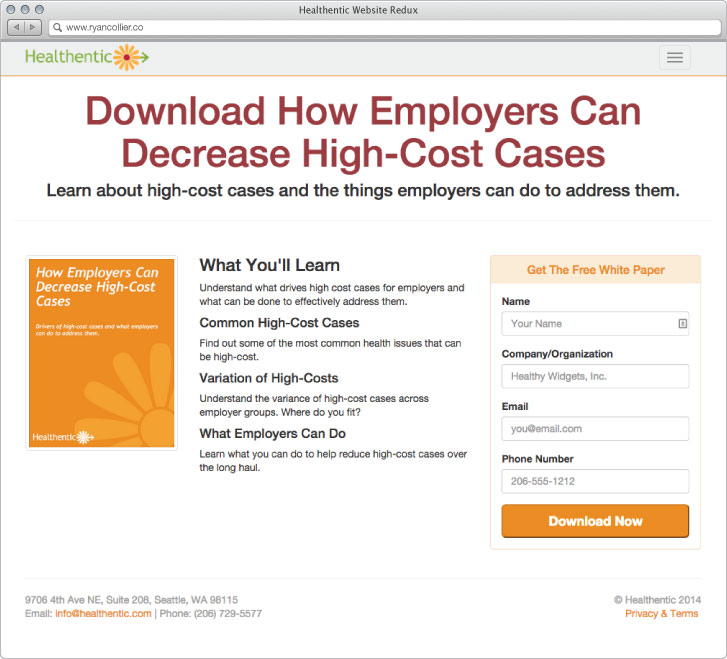 Healthentic Website Redux
www.ryancollier.co
Healthentic
Download How Employers Can
Decrease High-Cost Cases
Learn about high-cost cases and the things employers can do to address them.
How Employers Can
Decrease High-Cost
Cases
Drivers of high-cost cases and what employers
can do to address them.
Healthentic
What You'll Learn
Understand what drives high cost cases for employers and
what can be done to effectively address them.
Common High-Cost Cases
Find out some of the most common health issues that can
be high-cost.
Variation of High-Costs
Understand the variance of high-cost cases across
employer groups. Where do you fit?
What Employers Can Do
Learn what you can do to help reduce high-cost cases over
the long haul.
Get The Free White Paper
Name
Your Name
Company/Organization
Healthy Widgets, Inc.
Email
you@email.com
Phone Number
206-555-1212
Download Now
9706 4th Ave NE, Suite 208, Seattle, WA 98115
Email: info@healthentic.com | Phone: (206) 729-5577
© Healthentic 2014
Privacy & Terms